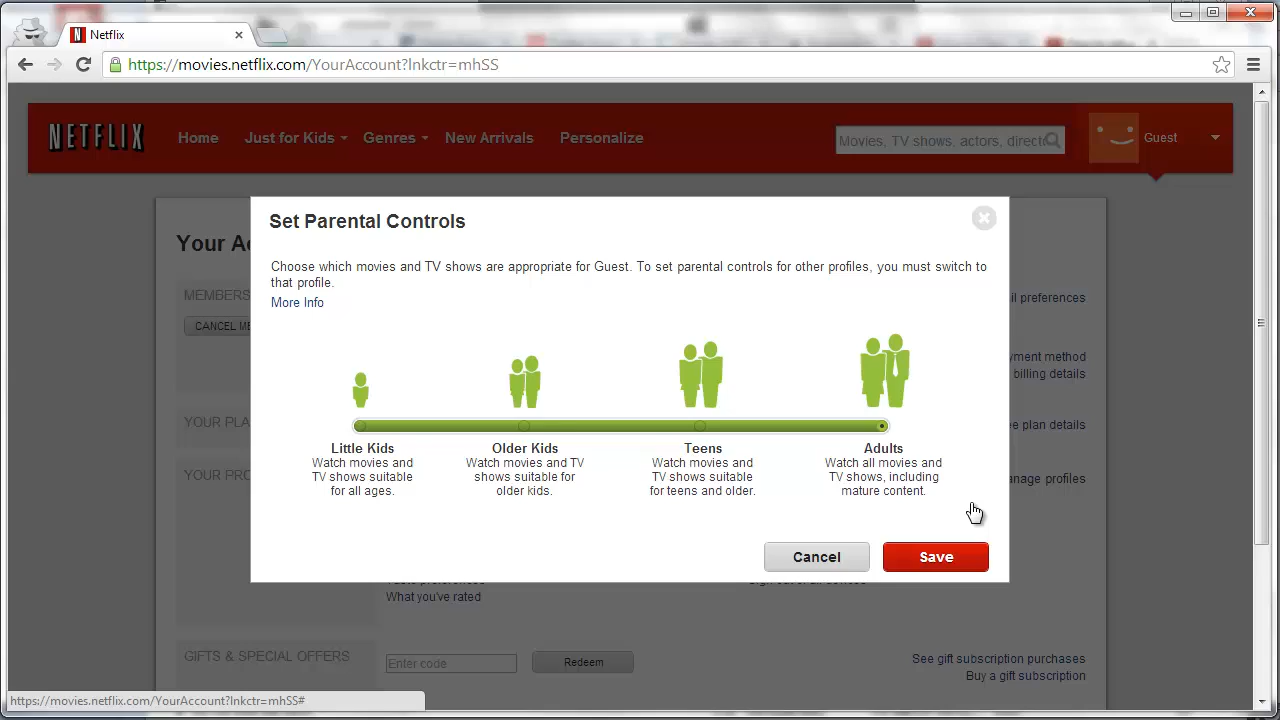 Netflix
https://movies.netflix.com/YourAccount?lnkctr=mhSS
NETFLIX
Home
Just for Kids
Genres
New Arrivals
Personalize
Movies, TV shows, actors, direct
Guest
Your Ac
Set Parental Controls
Choose which movies and TV shows are appropriate for Guest. To set parental controls for other profiles, you must switch to
that profile.
More Info
MEMBERS
CANCEL ME
il preferences
yment method
billing details
YOUR PLA
ee plan details
YOUR PRO
anage profiles
Little Kids
Watch movies and
TV shows suitable
for all ages.
Older Kids
Watch movies and TV
shows suitable for
older kids.
Teens
Watch movies and
TV shows suitable
for teens and older.
Adults
Watch all movies and
TV shows, including
mature content.
Cancel
Save
What you've rated
GIFTS & SPECIAL OFFERS
Enter code
Redeem
See gift subscription purchases
Buy a gift subscription
https://movies.netflix.com/YourAccount?lnkctr=mhSS#